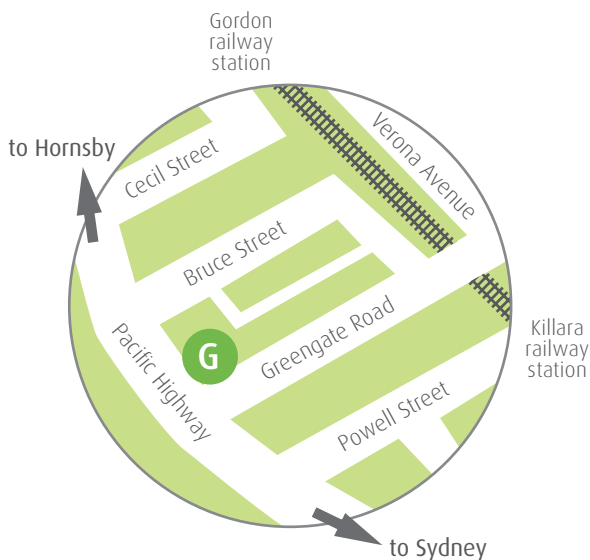 Gordon
railway
station
to Hornsby
Cecil Street
Verona Avenue
Bruce Street
Greengate Road
G
Pacific Highway
Killara
railway
station
Powell Street
to Sydney